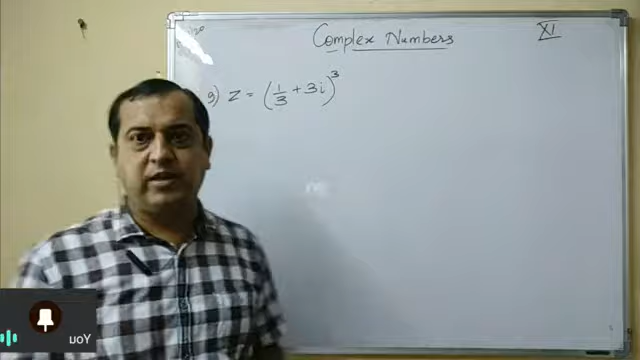 Complex Numbers
XI
9) z = (1/3 + 3i)^3
You